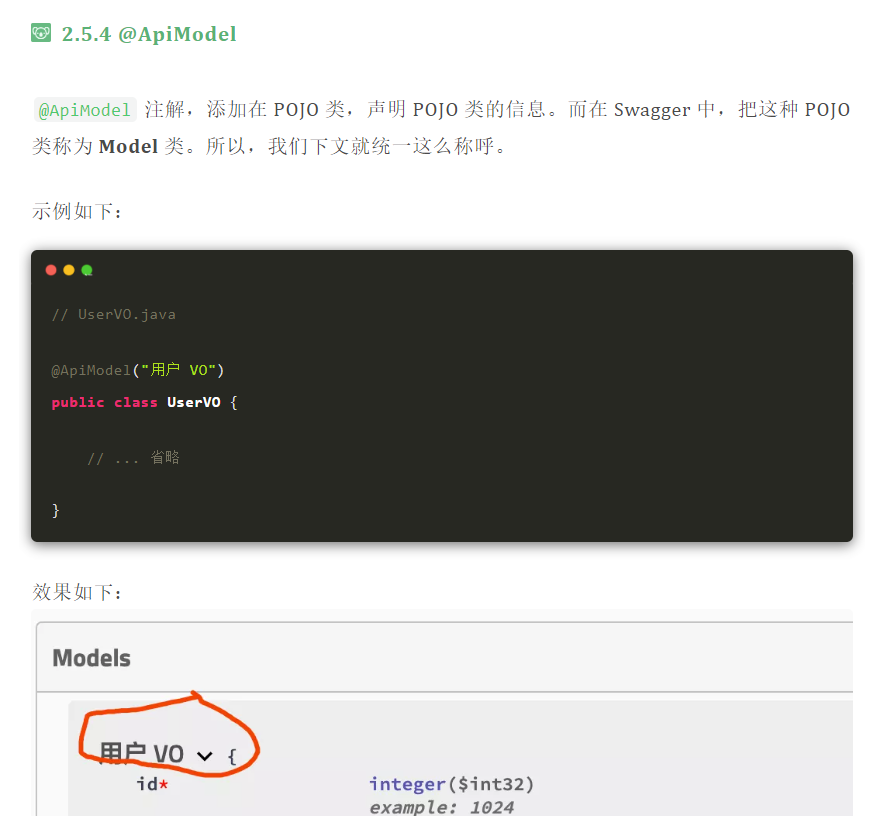 2.5.4 @ApiModel
@ApiModel 注解，添加在 POJO 类，声明 POJO 类的信息。而在 Swagger 中，把这种 POJO
类称为 Model 类。所以，我们下文就统一这么称呼。
示例如下：
// UserVO.java
@ApiModel("用户 VO")
public class UserVO {
// ... 省略
}
效果如下：
Models
用户 VO {
id* integer($int32)
example: 1024